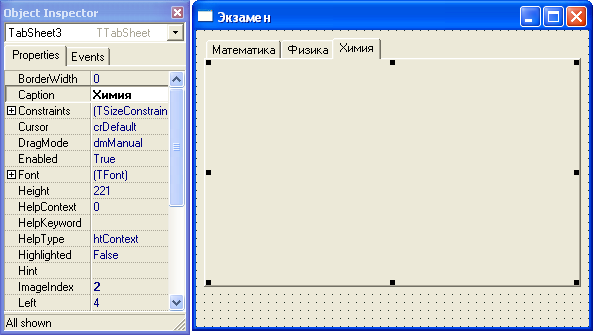 Object Inspector
TabSheet3 TTabSheet
Properties Events
BorderWidth 0
Caption Химия
Constraints (TSizeConstrain
Cursor crDefault
DragMode dmManual
Enabled True
Font (TFont)
Height 221
HelpContext 0
HelpKeyword
HelpType htContext
Highlighted False
Hint
ImageIndex 2
Left 4
All shown
Экзамен
Математика Физика Химия